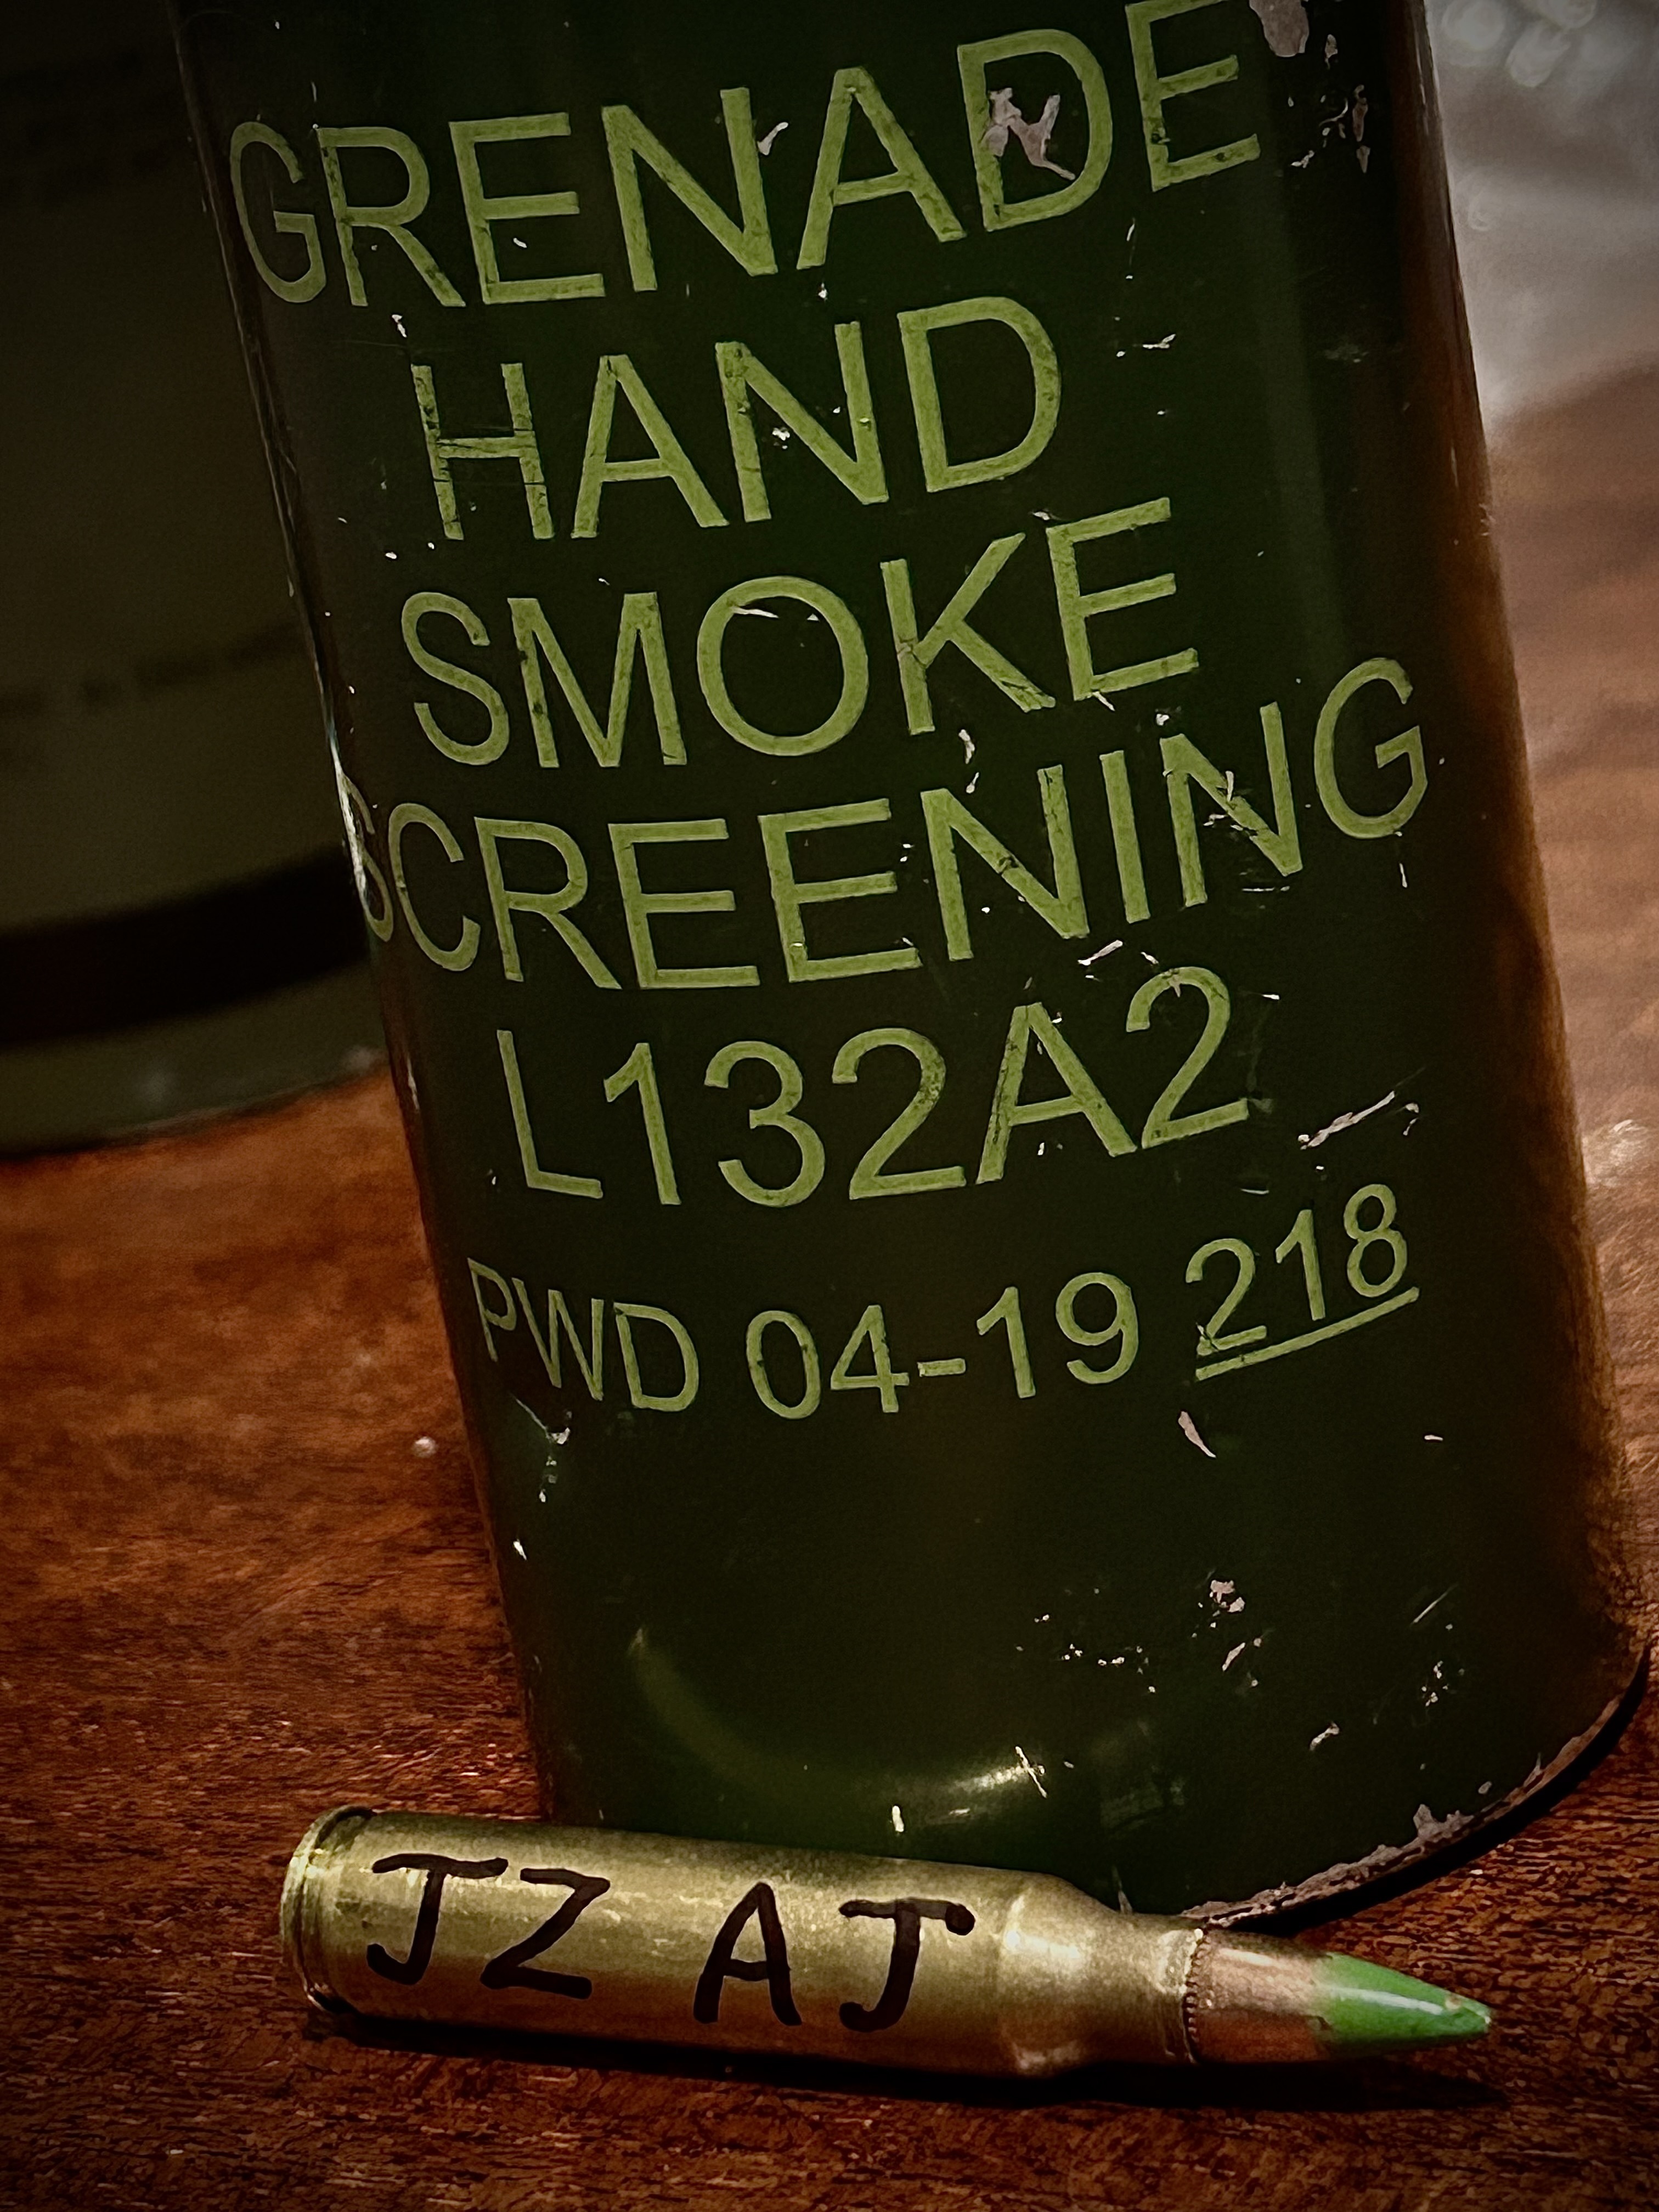 GRENADE
HAND
SMOKE
SCREENING
L132A2
PWD 04-19 218
JZ AJ